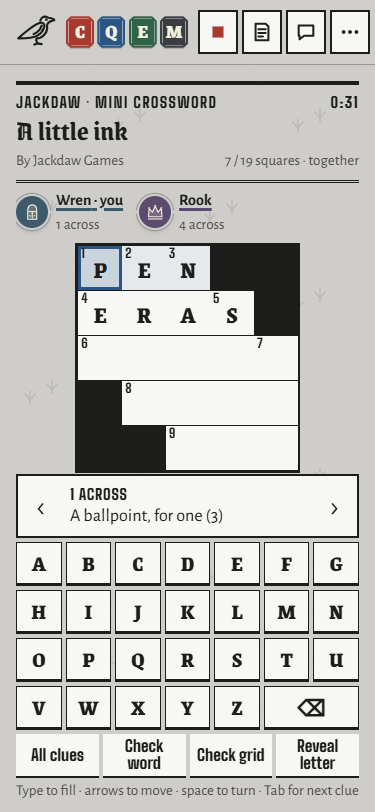 C Q E M
JACKDAW · MINI CROSSWORD 0:31
A little ink
By Jackdaw Games 7 / 19 squares · together
Wren · you Rook
1 across 4 across
1 P 2 E 3 N
4 E R A 5 S
6 7
8
9
‹ 1 ACROSS ›
A ballpoint, for one (3)
A B C D E F G
H I J K L M N
O P Q R S T U
V W X Y Z ⌫
All clues Check word Check grid Reveal letter
Type to fill · arrows to move · space to turn · Tab for next clue